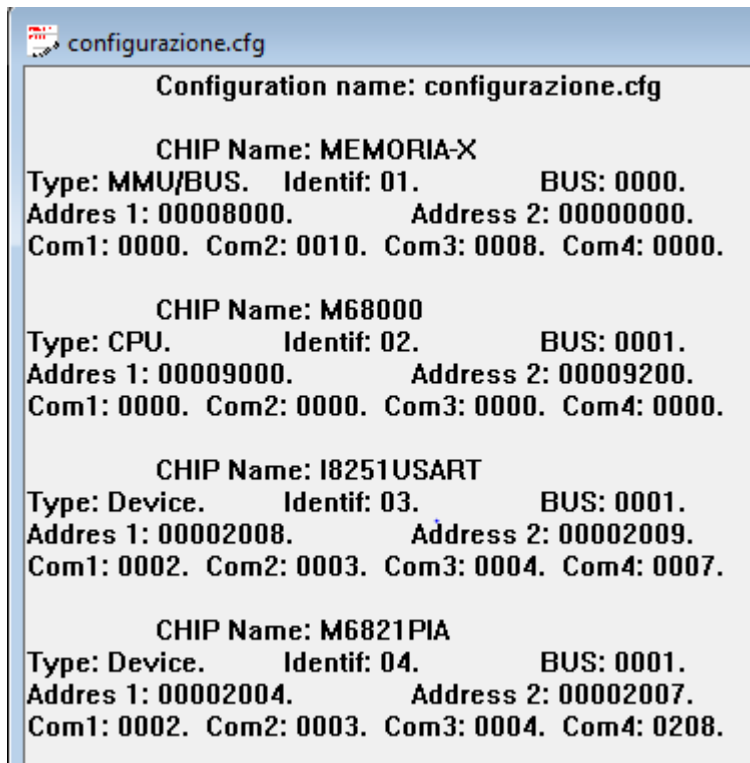 configurazione.cfg
Configuration name: configurazione.cfg
CHIP Name: MEMORIA-X
Type: MMU/BUS. Identif: 01. BUS: 0000.
Addres 1: 00008000. Address 2: 00000000.
Com1: 0000. Com2: 0010. Com3: 0008. Com4: 0000.
CHIP Name: M68000
Type: CPU. Identif: 02. BUS: 0001.
Addres 1: 00009000. Address 2: 00009200.
Com1: 0000. Com2: 0000. Com3: 0000. Com4: 0000.
CHIP Name: I8251USART
Type: Device. Identif: 03. BUS: 0001.
Addres 1: 00002008. Address 2: 00002009.
Com1: 0002. Com2: 0003. Com3: 0004. Com4: 0007.
CHIP Name: M6821PIA
Type: Device. Identif: 04. BUS: 0001.
Addres 1: 00002004. Address 2: 00002007.
Com1: 0002. Com2: 0003. Com3: 0004. Com4: 0208.